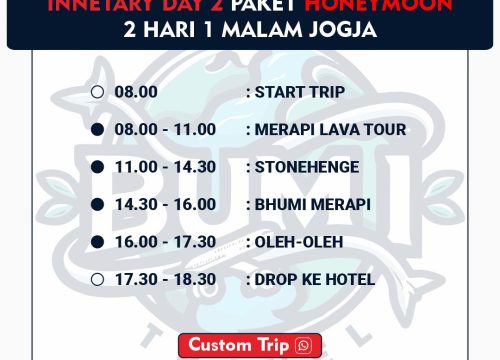 INNETARY DAY 2 PAKET HONEYMOON
2 HARI 1 MALAM JOGJA
08.00 : START TRIP
08.00 - 11.00 : MERAPI LAVA TOUR
11.00 - 14.30 : STONEHENGE
14.30 - 16.00 : BHUMI MERAPI
16.00 - 17.30 : OLEH-OLEH
17.30 - 18.30 : DROP KE HOTEL
BUMI
Custom Trip